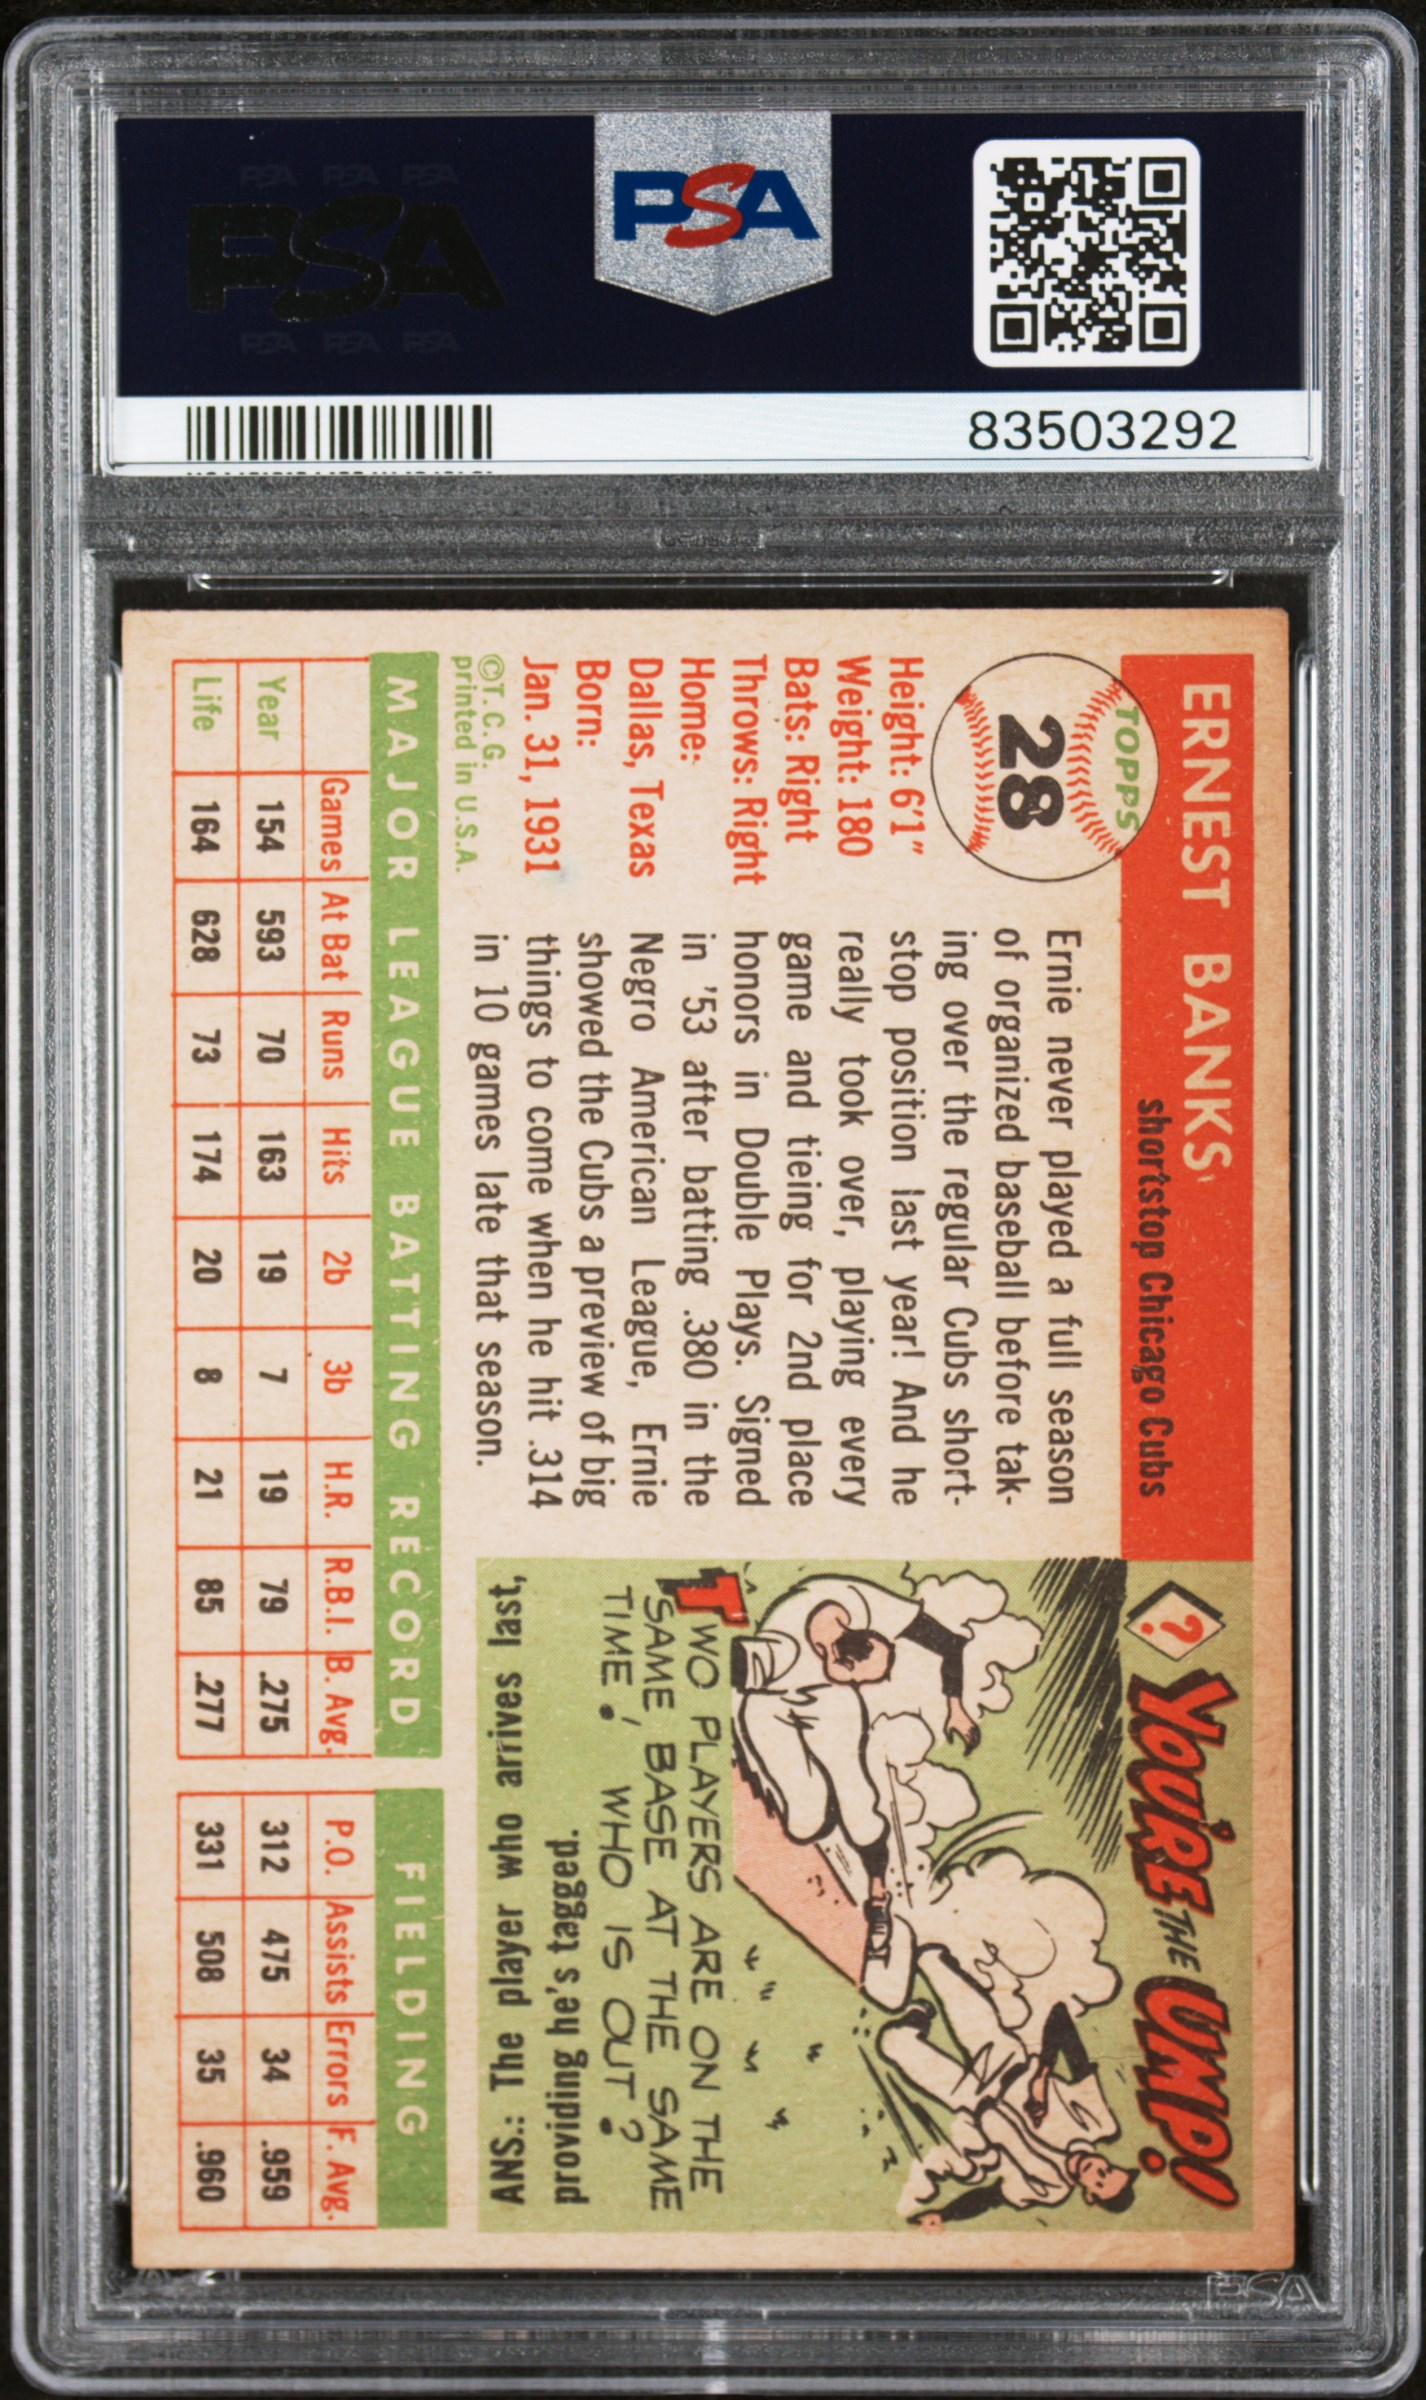 PSA PSA PSA
PSA
PSA PSA PSA
PSA
83503292
ERNEST BANKS
shortstop Chicago Cubs
TOPPS
28
Height: 6'1"
Weight: 180
Bats: Right
Throws: Right
Home:
Dallas, Texas
Born:
Jan. 31, 1931
©T. C. G.
printed in U.S.A.
Ernie never played a full season
of organized baseball before tak-
ing over the regular Cubs short-
stop position last year! And he
really took over, playing every
game and tieing for 2nd place
honors in Double Plays. Signed
in '53 after batting .380 in the
Negro American League, Ernie
showed the Cubs a preview of big
things to come when he hit .314
in 10 games late that season.
? YOU'RE THE UMP!
TWO PLAYERS ARE ON THE
SAME BASE AT THE SAME
TIME! WHO IS OUT?
ANS.: The player who arrives last,
providing he's tagged.
MAJOR LEAGUE BATTING RECORD
Games At Bat Runs Hits 2b 3b H.R. R.B.I. B. Avg.
Year 154 593 70 163 19 7 19 79 .275
Life 164 628 73 174 20 8 21 85 .277
FIELDING
P.O. Assists Errors F. Avg.
312 475 34 .959
331 508 35 .960
PSA